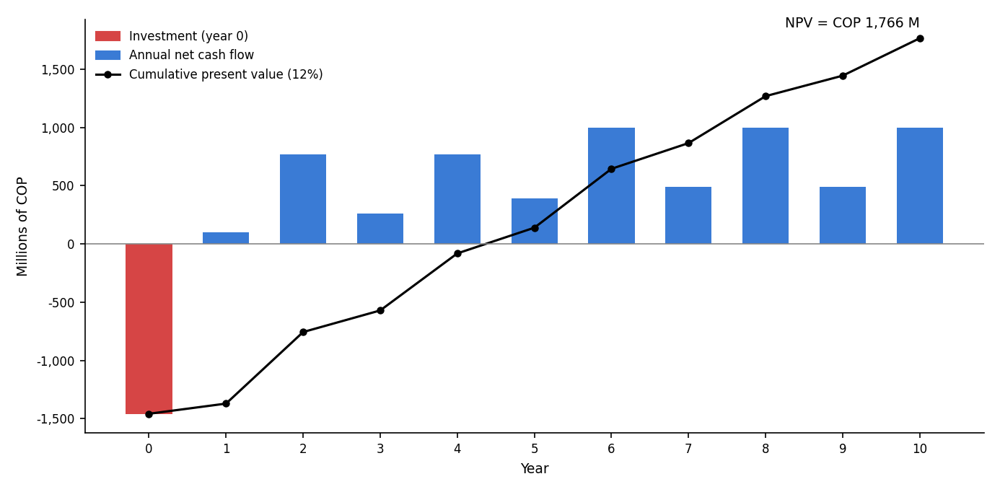 NPV = COP 1,766 M
Investment (year 0)
Annual net cash flow
Cumulative present value (12%)
Millions of COP
1,500
1,000
500
0
-500
-1,000
-1,500
0 1 2 3 4 5 6 7 8 9 10
Year